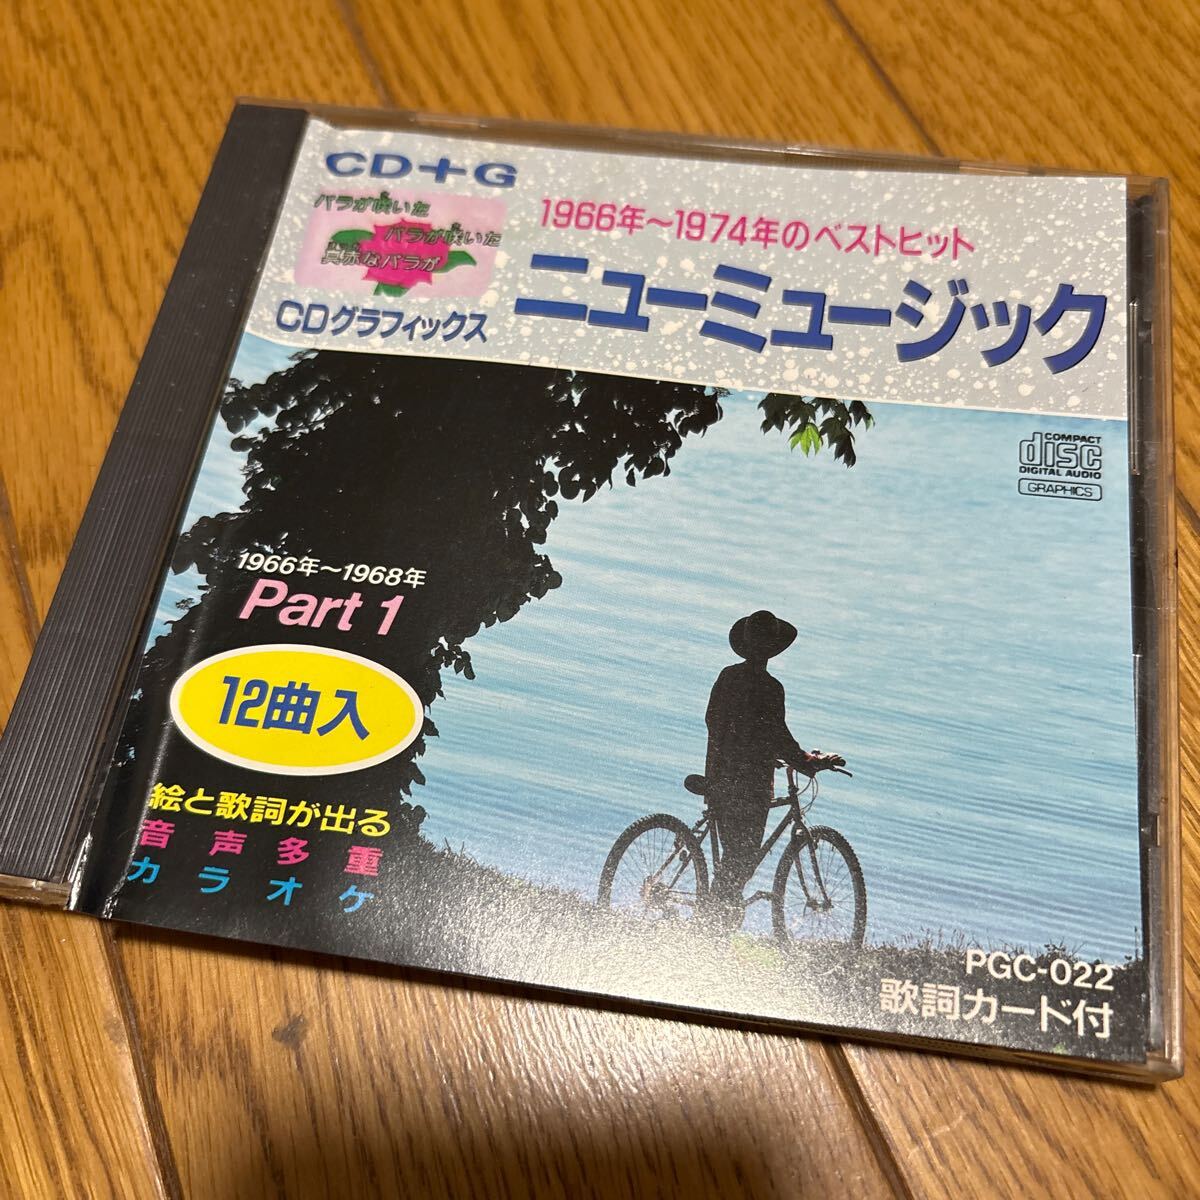 CD+G
バラが咲いた
バラが咲いた
真赤なバラが
CDグラフィックス
1966年～1974年のベストヒット
ニューミュージック
COMPACT
disc
DIGITAL AUDIO
GRAPHICS
1966年～1968年
Part 1
12曲入
絵と歌詞が出る
音声多重
カラオケ
PGC-022
歌詞カード付